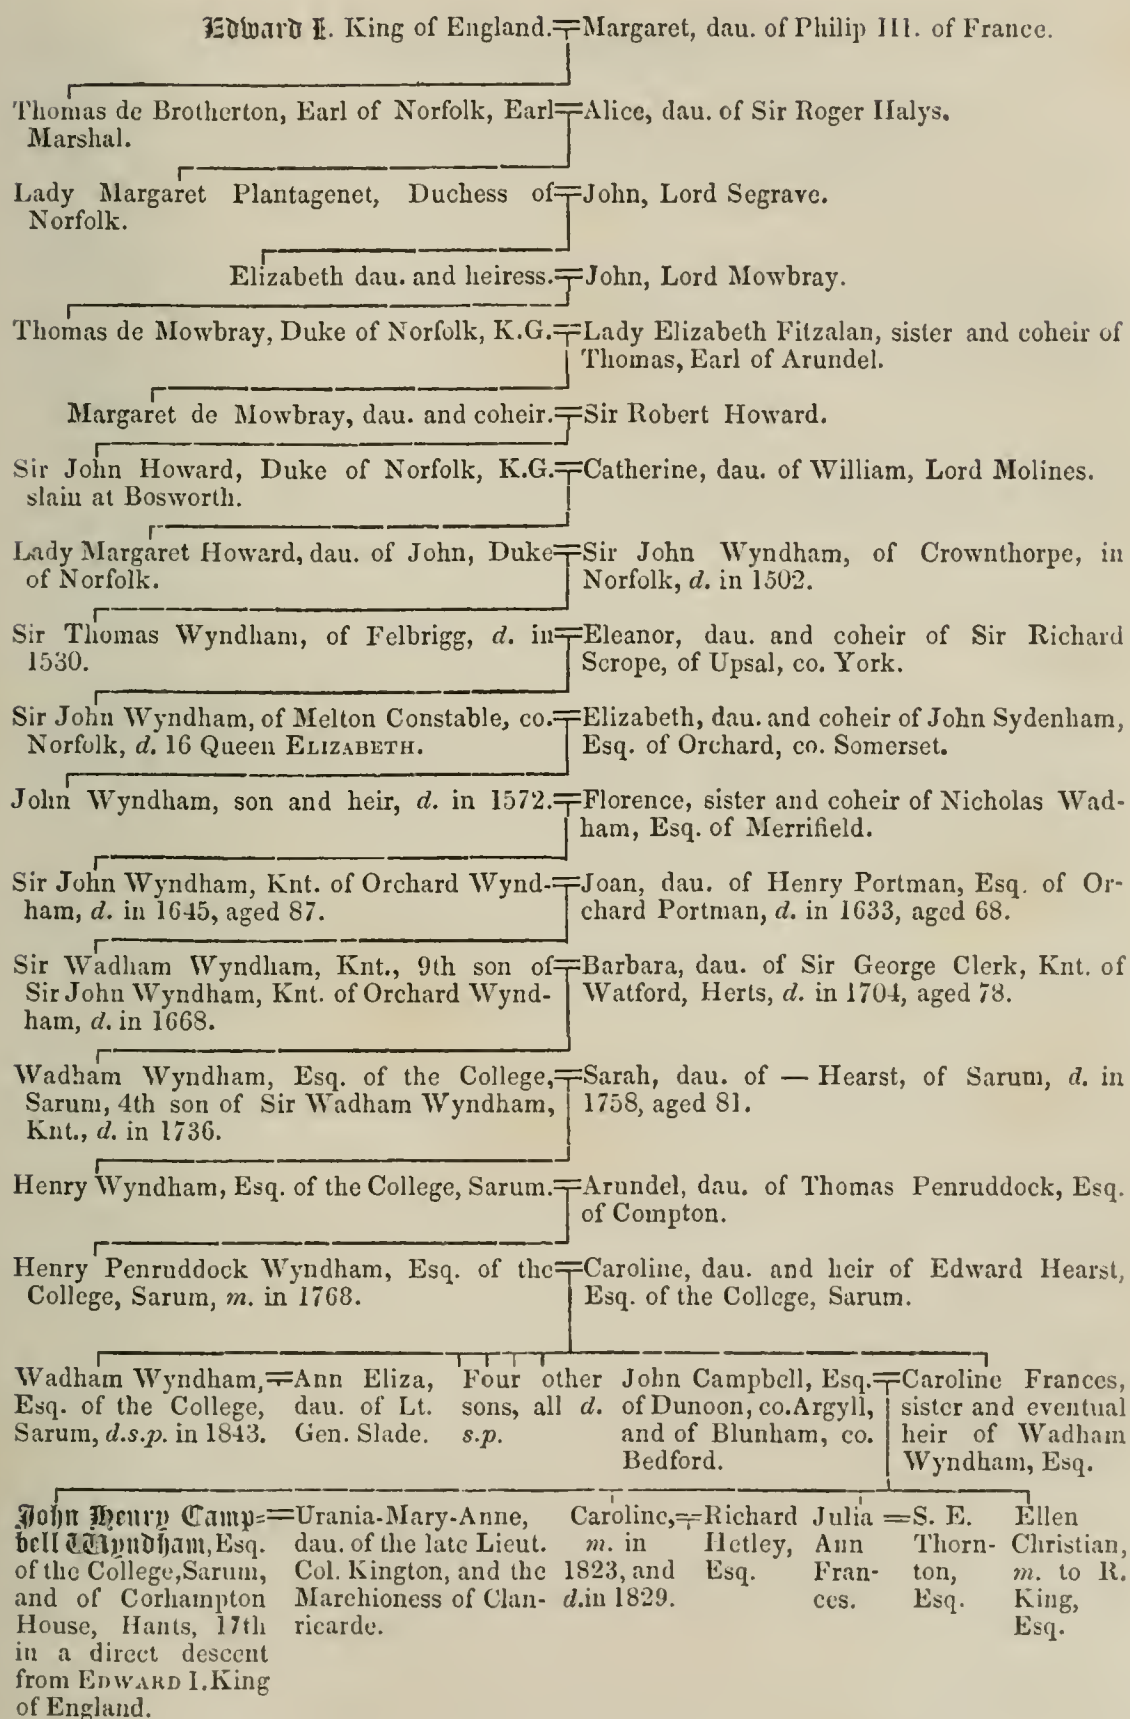 Edward I. King of England.=Margaret, dau. of Philip III. of France.
Thomas de Brotherton, Earl of Norfolk, Earl=Alice, dau. of Sir Roger Halys.
Marshal.
Lady Margaret Plantagenet, Duchess of=John, Lord Segrave.
Norfolk.
Elizabeth dau. and heiress.=John, Lord Mowbray.
Thomas de Mowbray, Duke of Norfolk, K.G.=Lady Elizabeth Fitzalan, sister and coheir of
Thomas, Earl of Arundel.
Margaret de Mowbray, dau. and coheir.=Sir Robert Howard.
Sir John Howard, Duke of Norfolk, K.G.=Catherine, dau. of William, Lord Molines.
slain at Bosworth.
Lady Margaret Howard, dau. of John, Duke=Sir John Wyndham, of Crownthorpe, in
of Norfolk. Norfolk, d. in 1502.
Sir Thomas Wyndham, of Felbrigg, d. in=Eleanor, dau. and coheir of Sir Richard
1530. Scrope, of Upsal, co. York.
Sir John Wyndham, of Melton Constable, co.=Elizabeth, dau. and coheir of John Sydenham,
Norfolk, d. 16 Queen ELIZABETH. Esq. of Orchard, co. Somerset.
John Wyndham, son and heir, d. in 1572.=Florence, sister and coheir of Nicholas Wad-
ham, Esq. of Merrifield.
Sir John Wyndham, Knt. of Orchard Wynd-=Joan, dau. of Henry Portman, Esq. of Or-
ham, d. in 1645, aged 87. chard Portman, d. in 1633, aged 68.
Sir Wadham Wyndham, Knt., 9th son of=Barbara, dau. of Sir George Clerk, Knt. of
Sir John Wyndham, Knt. of Orchard Wynd- Watford, Herts, d. in 1704, aged 78.
ham, d. in 1668.
Wadham Wyndham, Esq. of the College,=Sarah, dau. of — Hearst, of Sarum, d. in
Sarum, 4th son of Sir Wadham Wyndham, 1758, aged 81.
Knt., d. in 1736.
Henry Wyndham, Esq. of the College, Sarum.=Arundel, dau. of Thomas Penruddock, Esq.
of Compton.
Henry Penruddock Wyndham, Esq. of the=Caroline, dau. and heir of Edward Hearst,
College, Sarum, m. in 1768. Esq. of the College, Sarum.
Wadham Wyndham,=Ann Eliza, Four other John Campbell, Esq.=Caroline Frances,
Esq. of the College, dau. of Lt. sons, all d. of Dunoon, co. Argyll, sister and eventual
Sarum, d.s.p. in 1843. Gen. Slade. s.p. and of Blunham, co. heir of Wadham
Bedford. Wyndham, Esq.
John Henry Camp-=Urania-Mary-Anne, Caroline,=Richard Julia =S. E. Ellen
bell Wyndham, Esq. dau. of the late Lieut. m. in Hetley, Ann Thorn- Christian,
of the College, Sarum, Col. Kington, and the 1823, and Esq. Fran- ton, m. to R.
and of Corhampton Marchioness of Clan- d. in 1829. ces. Esq. King,
House, Hants, 17th ricarde. Esq.
in a direct descent
from EDWARD I. King
of England.